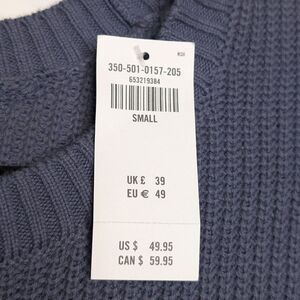 350-501-0157-205
653219384
SMALL
UK £ 39
EU € 49
US $ 49.95
CAN $ 59.95